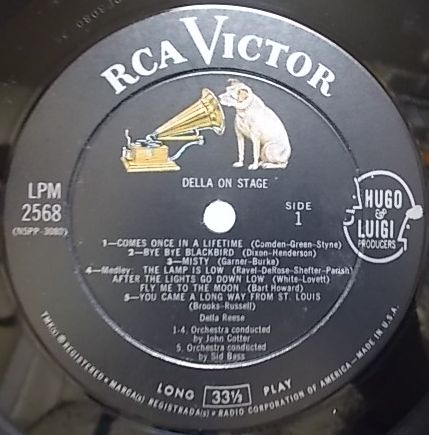 RCA VICTOR
DELLA ON STAGE
LPM
2568
SIDE
1
HUGO
&
LUIGI
PRODUCERS
1—COMES ONCE IN A LIFETIME (Comden-Green-Styne)
2—BYE BYE BLACKBIRD (Dixon-Henderson)
3—MISTY (Garner-Burke)
4—Medley: THE LAMP IS LOW (Ravel-DeRose-Shefter-Parish)
AFTER THE LIGHTS GO DOWN LOW (White-Lovett)
FLY ME TO THE MOON (Bart Howard)
5—YOU CAME A LONG WAY FROM ST. LOUIS
(Brooks-Russell)
Della Reese
1-4. Orchestra conducted
by John Cotter
5. Orchestra conducted
by Sid Bass
LONG 33⅓ PLAY
TMK(s) ® REGISTERED • MARCA(s) REGISTRADA(s) • RADIO CORPORATION OF AMERICA—MADE IN U.S.A.